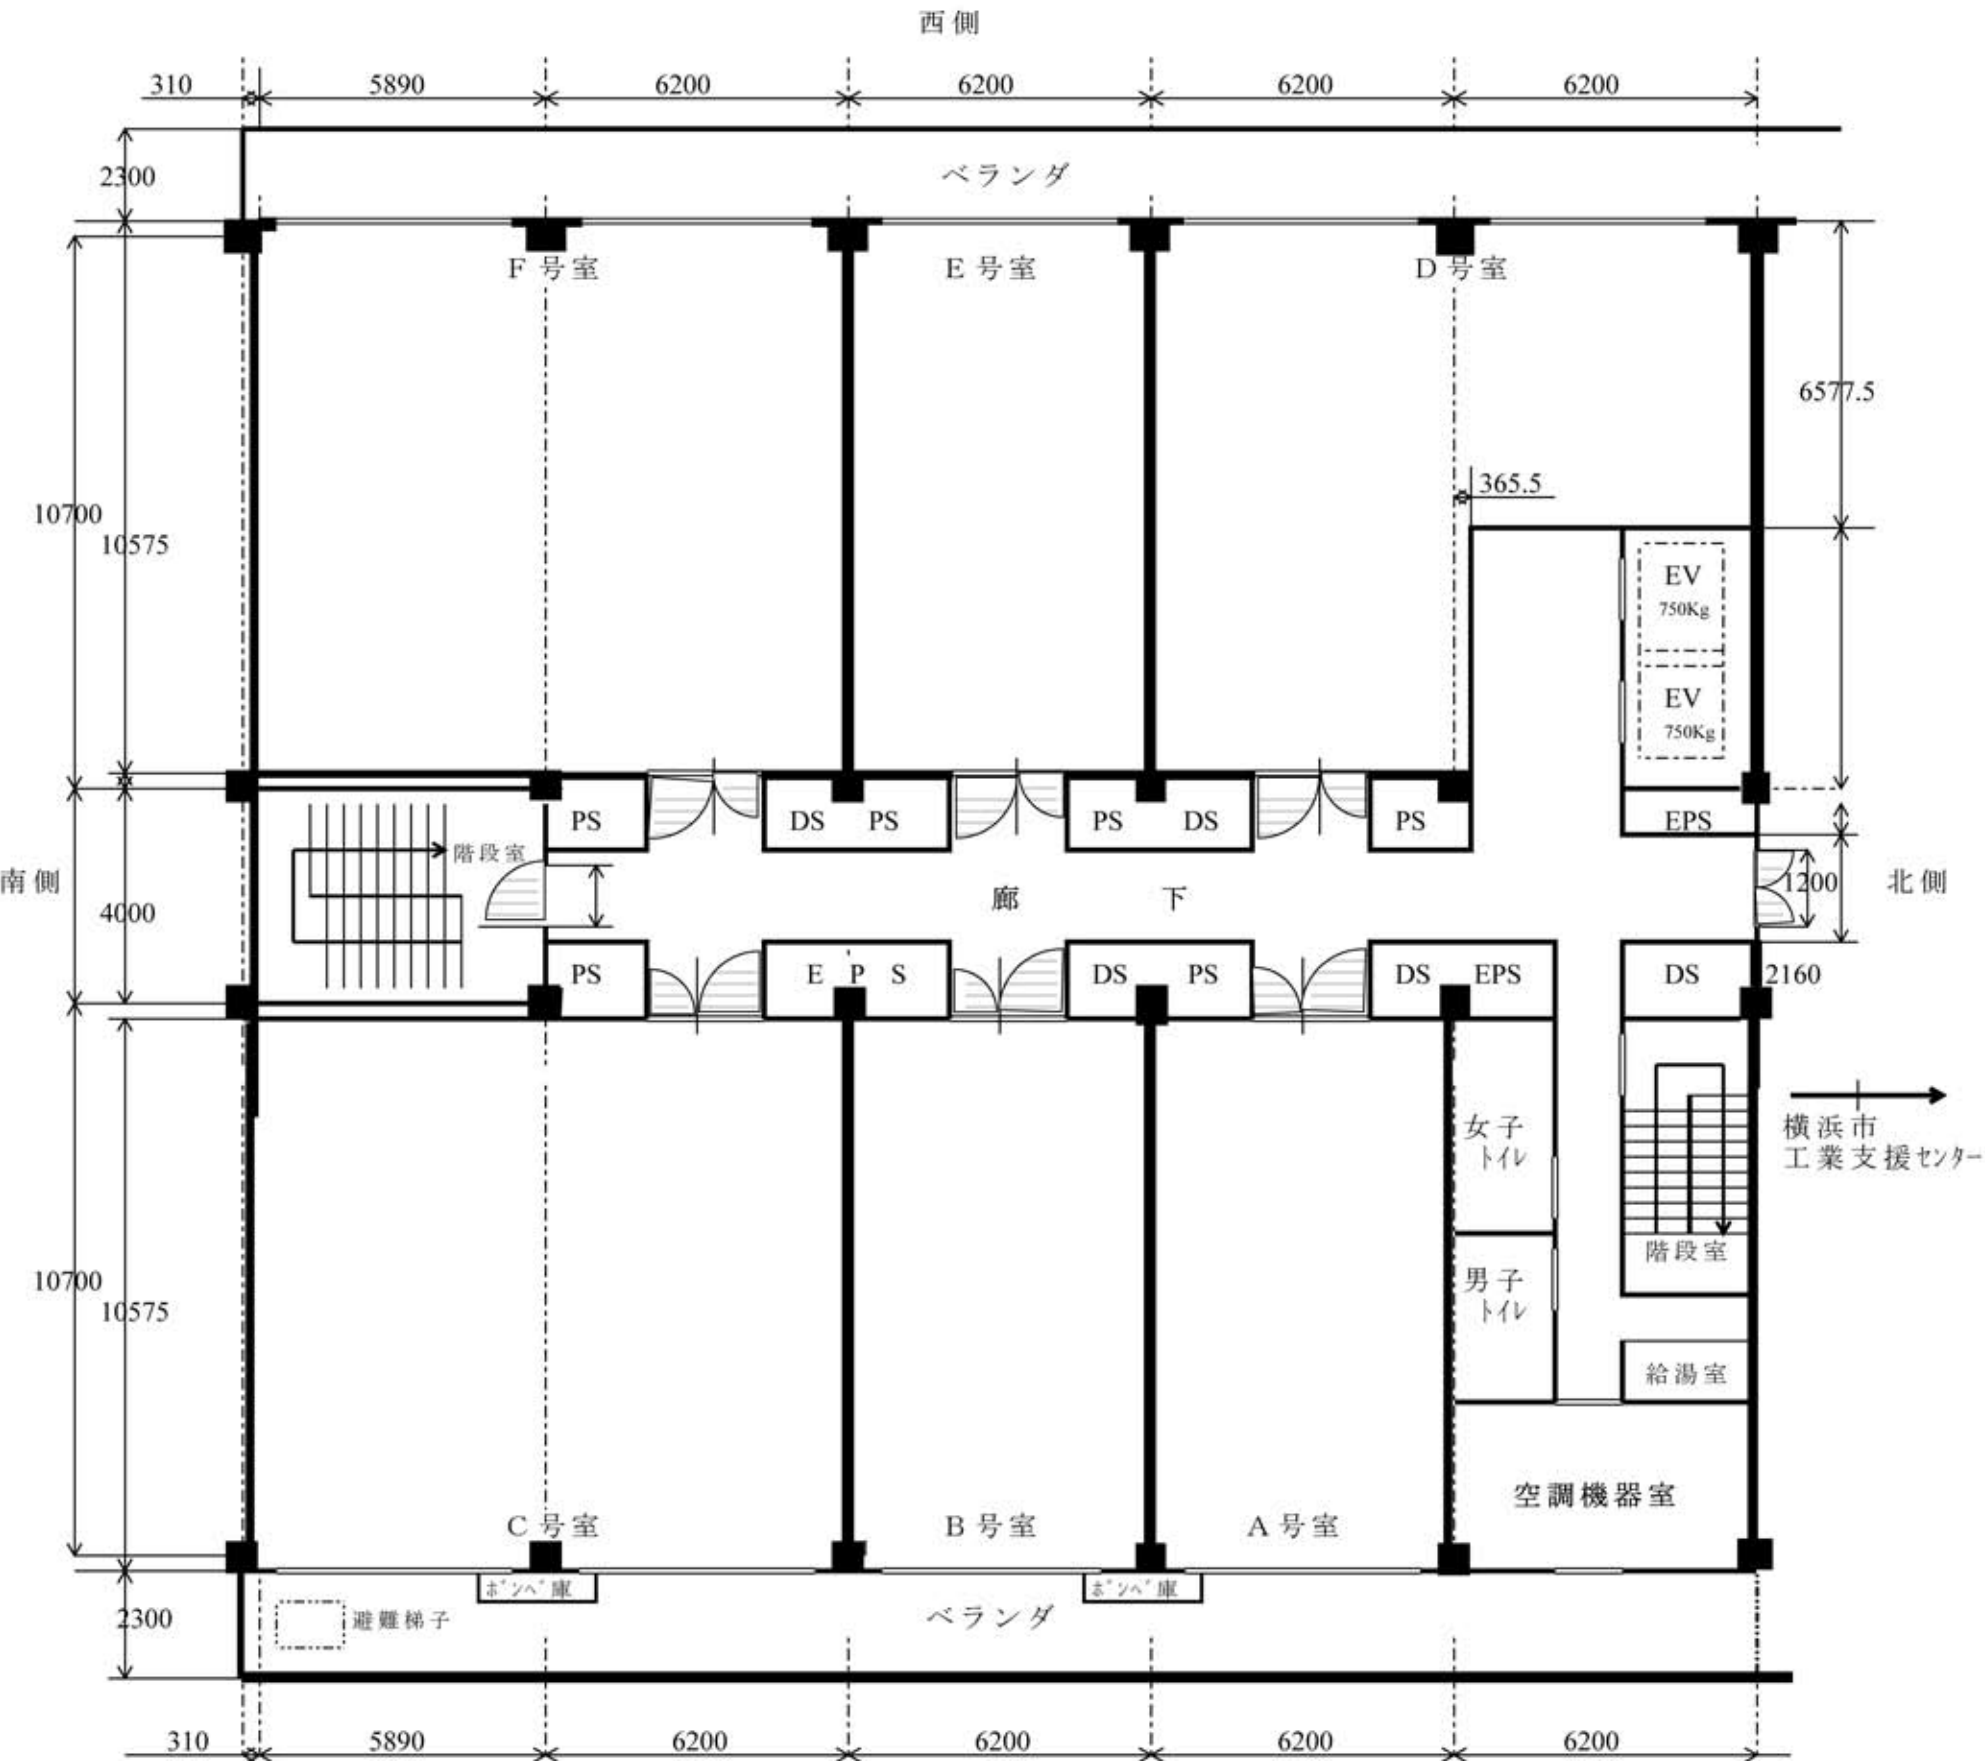 西側
310 5890 6200 6200 6200 6200
2300
ベランダ
F 号室 E 号室 D 号室
6577.5
365.5
10700
10575
EV
750Kg
EV
750Kg
PS DS PS PS DS PS EPS
階段室
南側
4000
廊 下
1200
北側
PS E P S DS PS DS EPS DS 2160
女子
トイレ
横浜市
工業支援センター
階段室
男子
トイレ
10700
10575
給湯室
空調機器室
C 号室 B 号室 A 号室
ボンベ庫 ボンベ庫
2300
避難梯子
ベランダ
310 5890 6200 6200 6200 6200